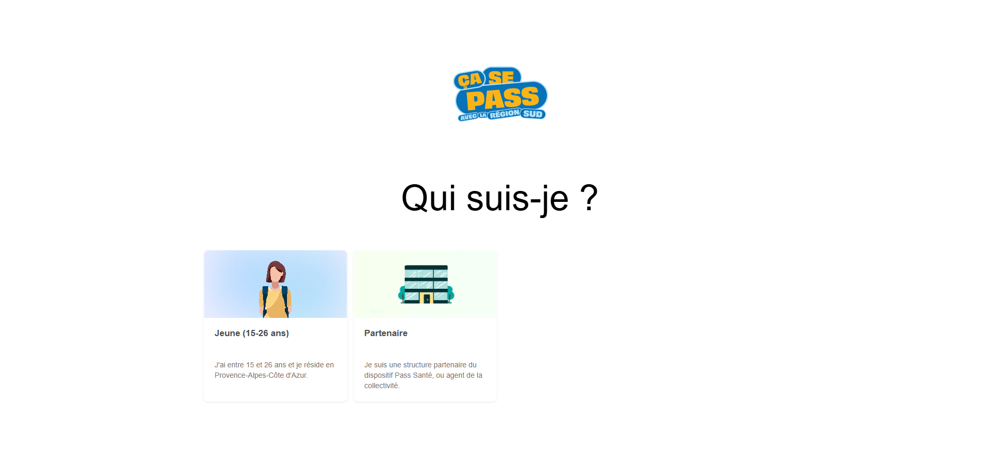 ÇA SE
PASS
AVEC LA RÉGION SUD
Qui suis-je ?
Jeune (15-26 ans)
J'ai entre 15 et 26 ans et je réside en
Provence-Alpes-Côte d'Azur.
Partenaire
Je suis une structure partenaire du
dispositif Pass Santé, ou agent de la
collectivité.